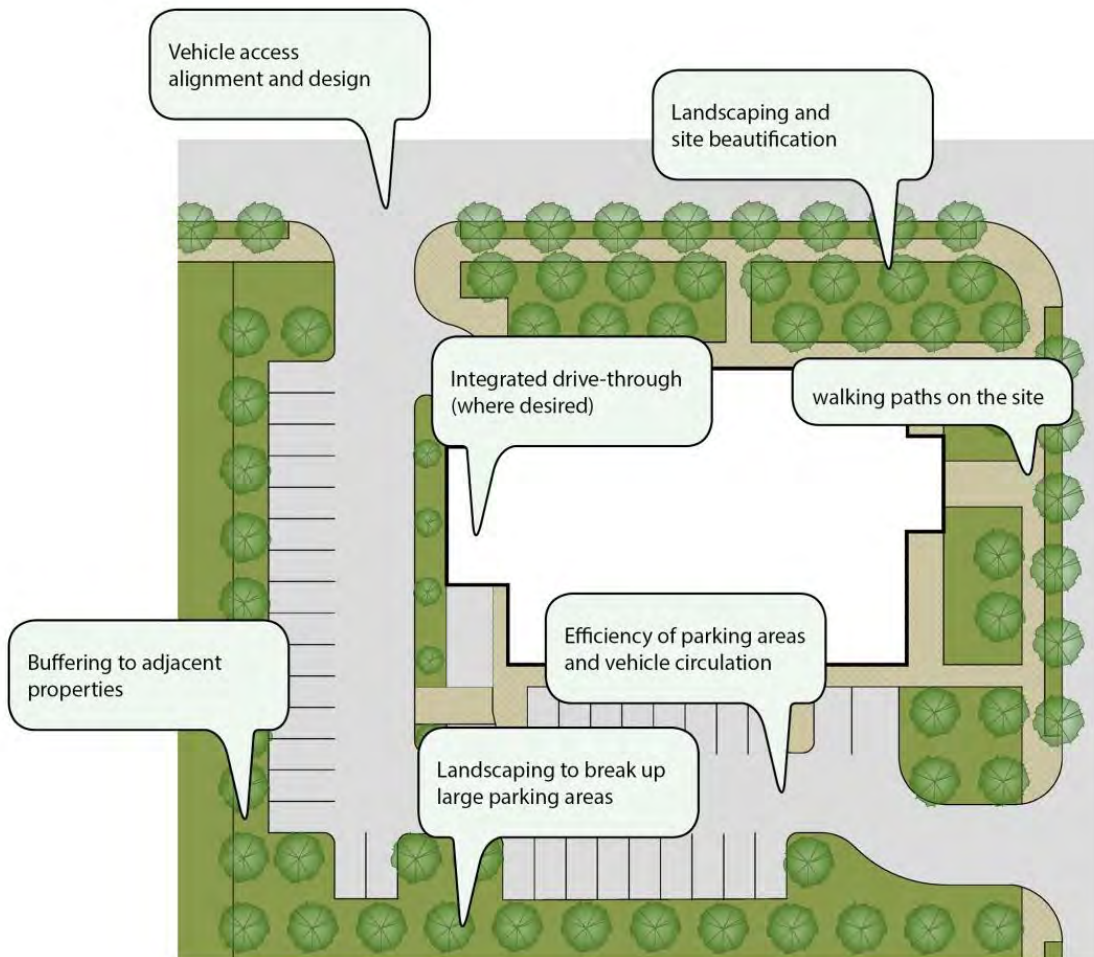 Vehicle access
alignment and design
Landscaping and
site beautification
Integrated drive-through
(where desired)
walking paths on the site
Efficiency of parking areas
and vehicle circulation
Buffering to adjacent
properties
Landscaping to break up
large parking areas